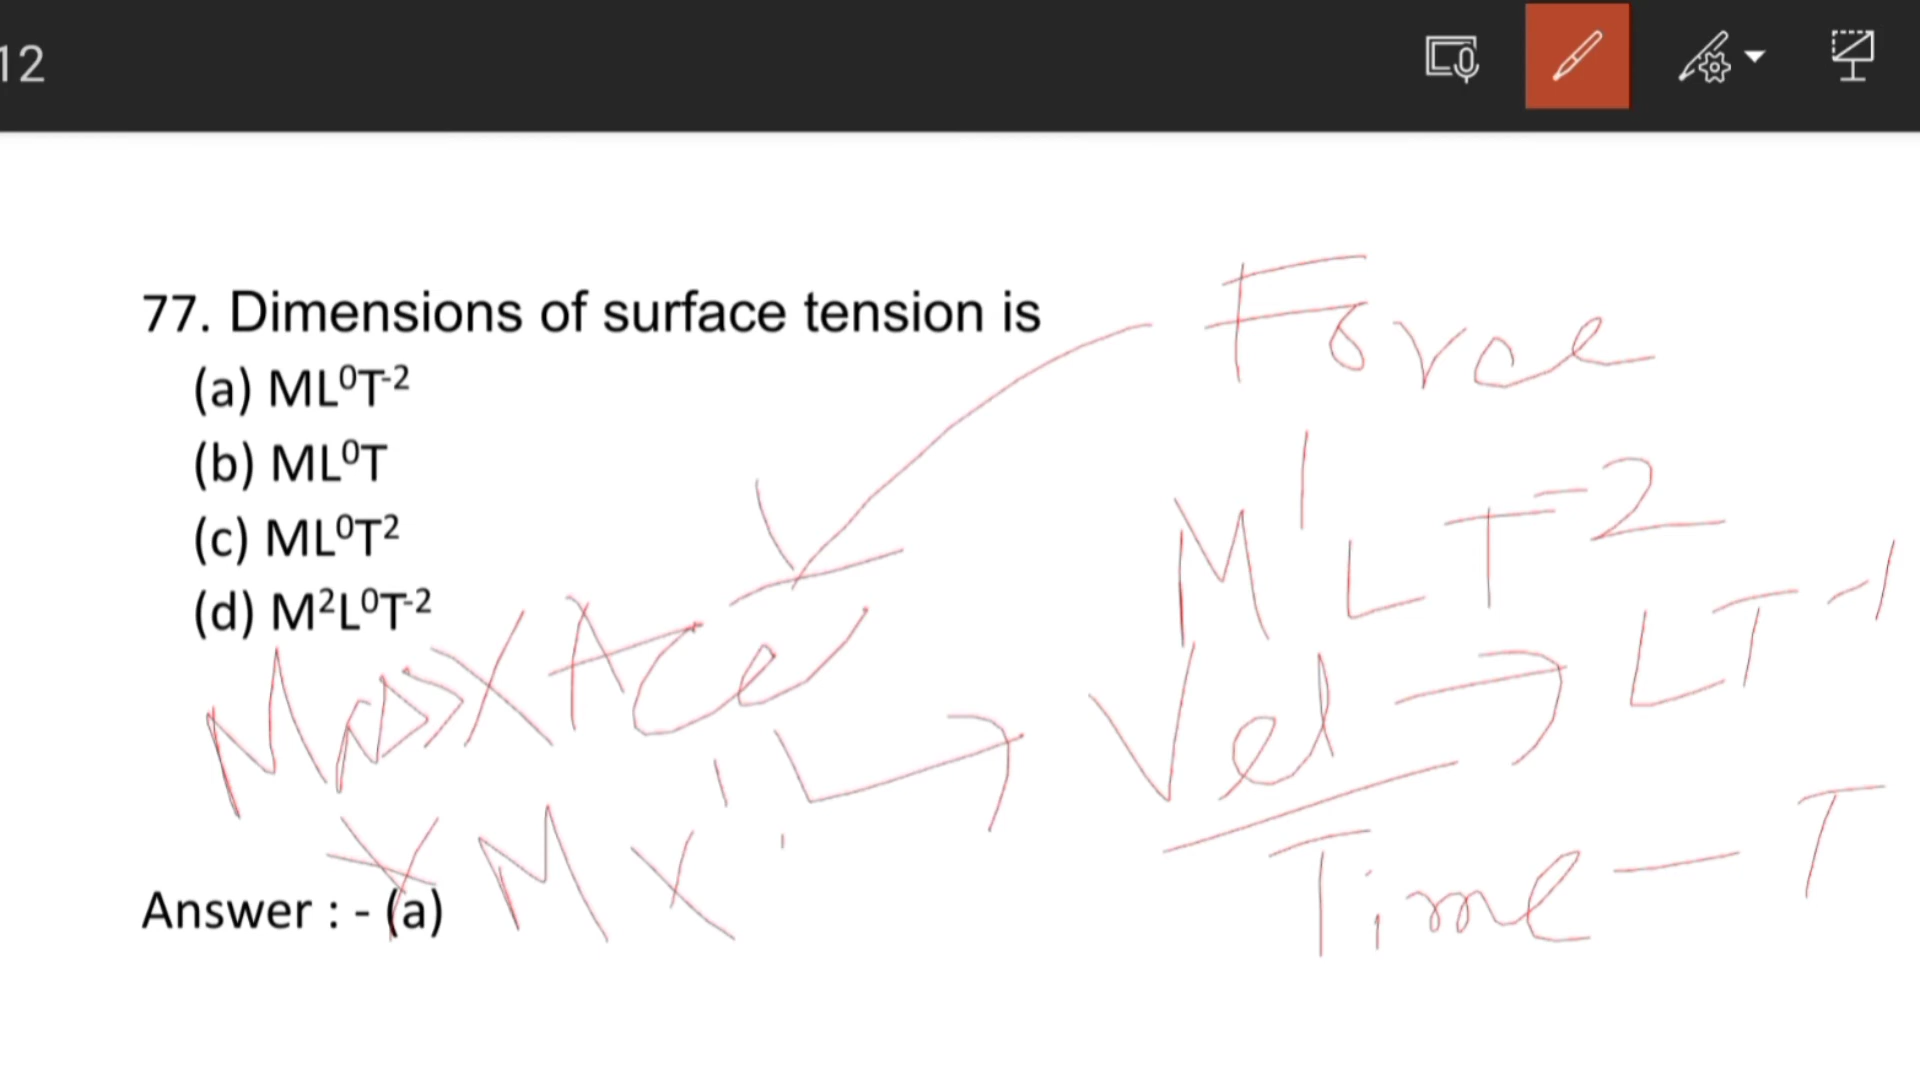 12
77. Dimensions of surface tension is
(a) ML⁰T⁻²
(b) ML⁰T
(c) ML⁰T²
(d) M²L⁰T⁻²
Answer : - (a)
Force
M¹LT⁻²
Mass X Acc
M X
Vel → LT⁻¹
Time — T